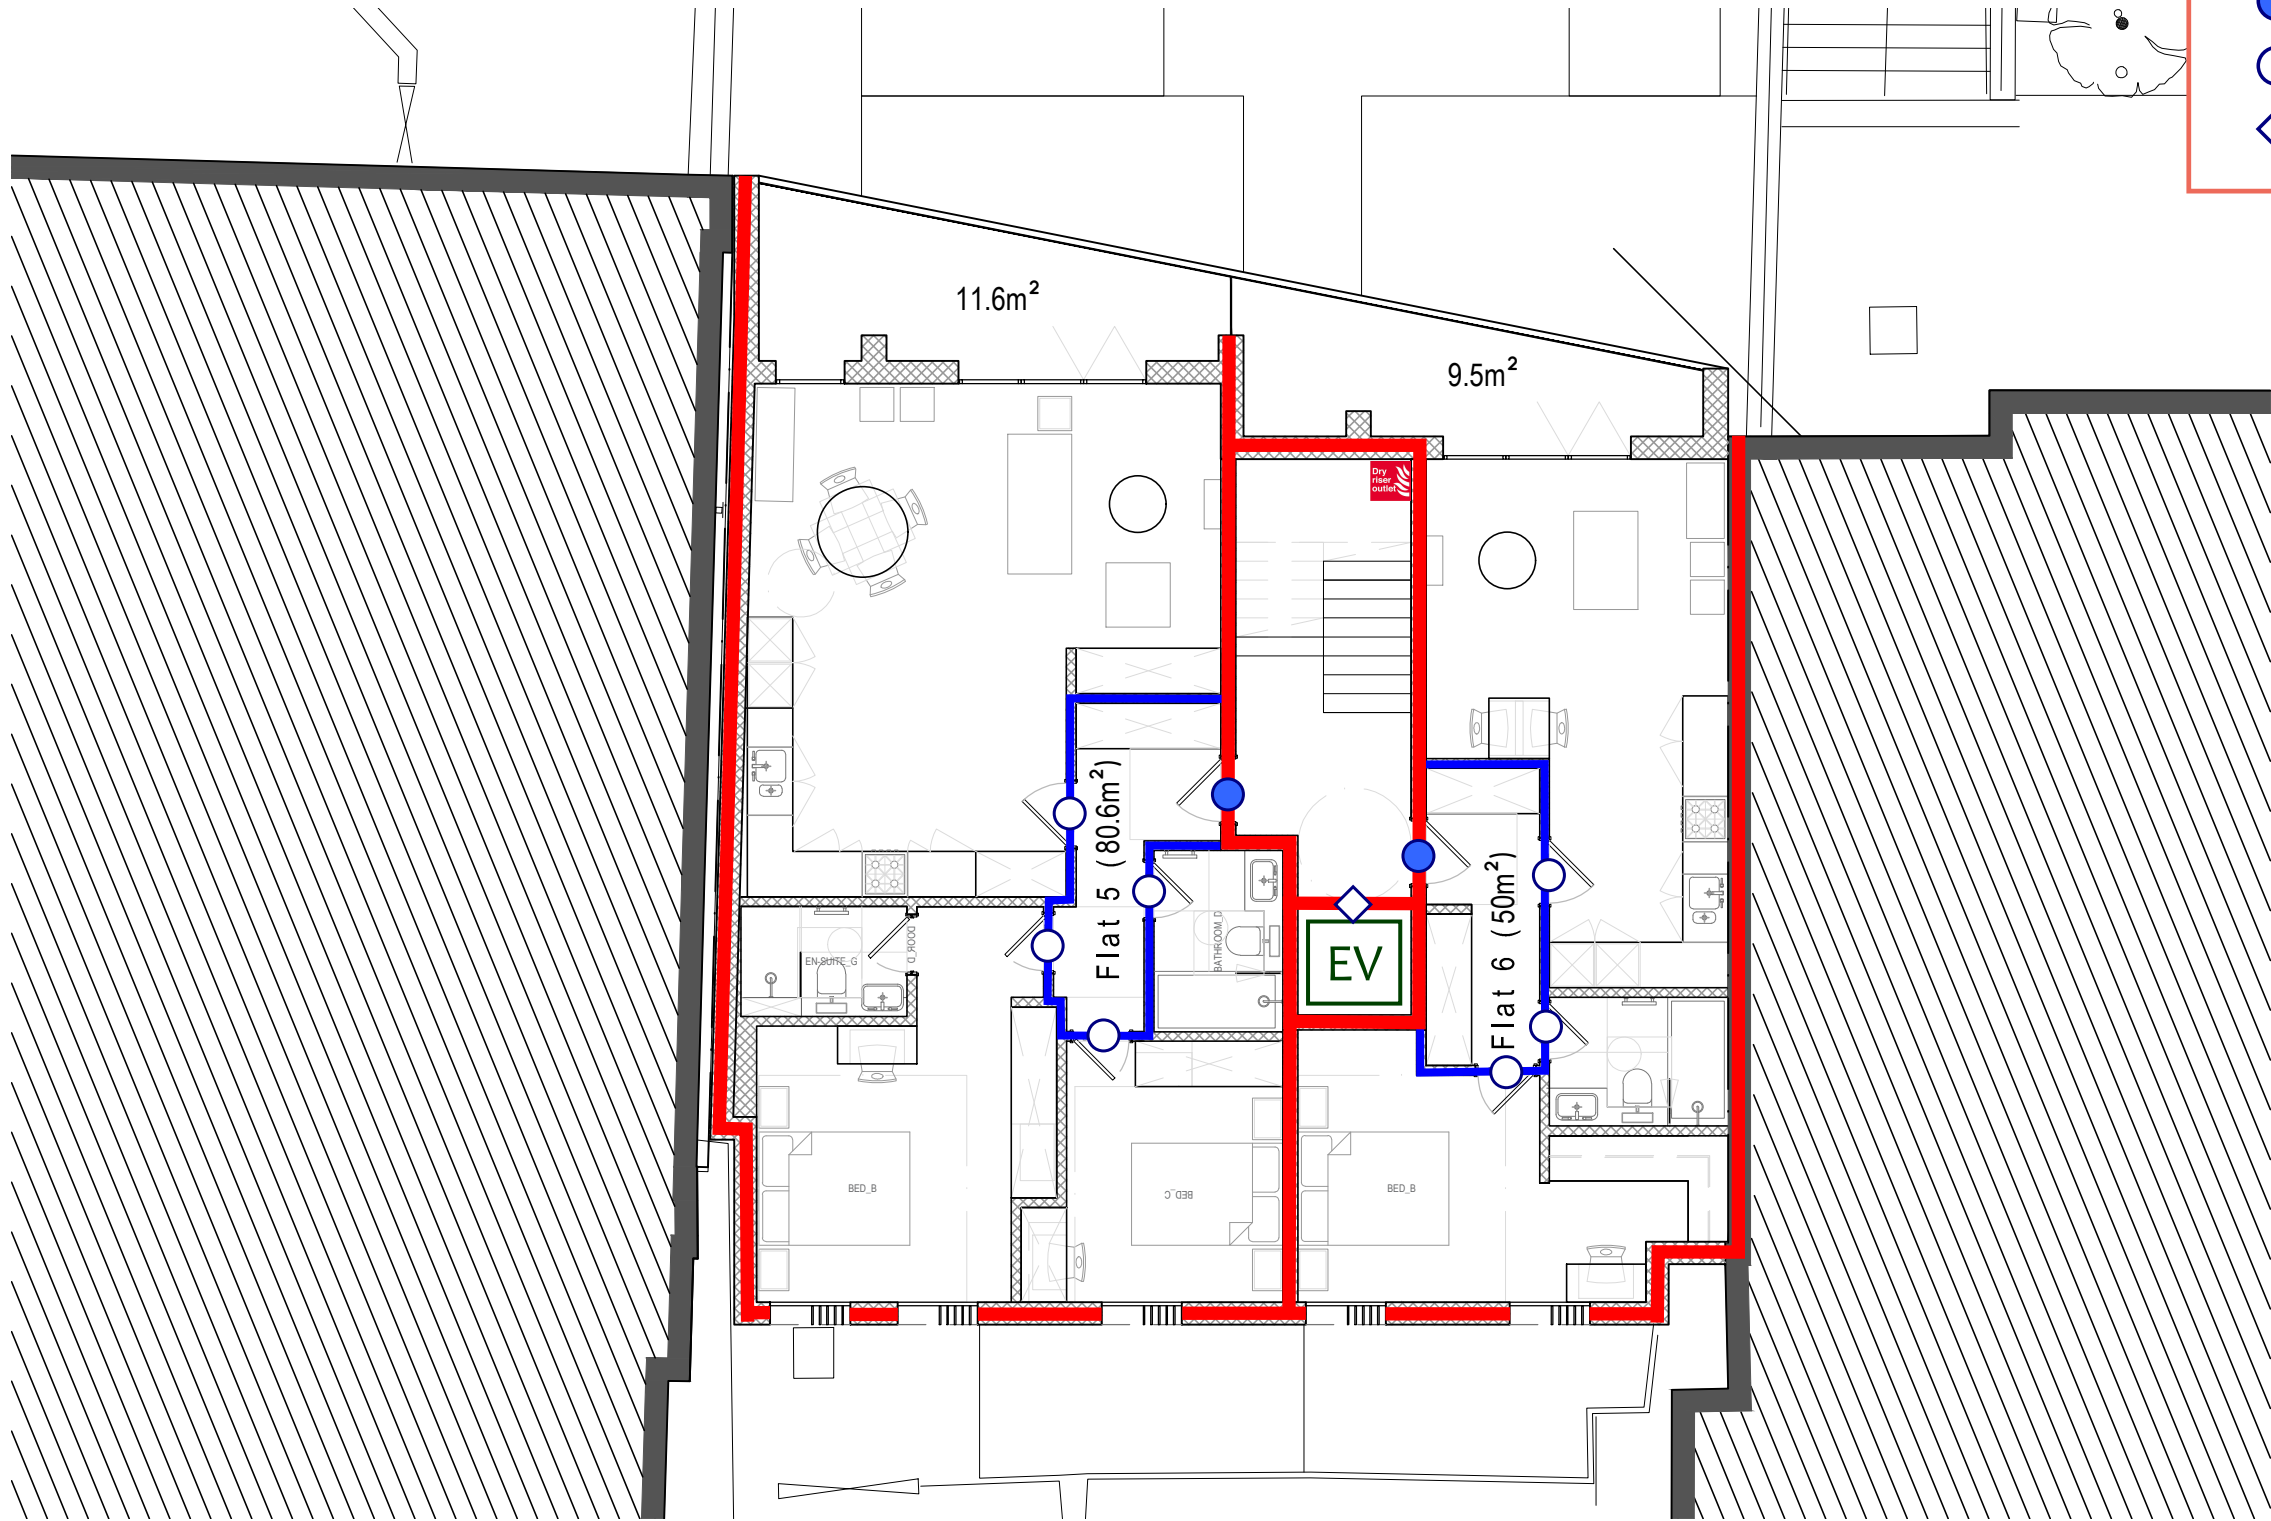 11.6m²
9.5m²
Dry
riser
outlet
Flat 5 (80.6m²)
Flat 6 (50m²)
EN-SUITE_G
DOOR_D
BATHROOM_D
EV
BED_B
BED_C
BED_B